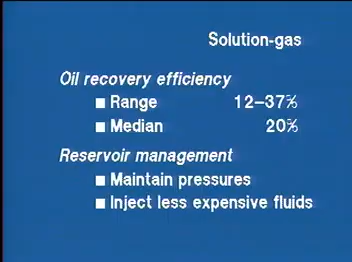 Solution-gas
Oil recovery efficiency
■ Range 12–37%
■ Median 20%
Reservoir management
■ Maintain pressures
■ Inject less expensive fluids